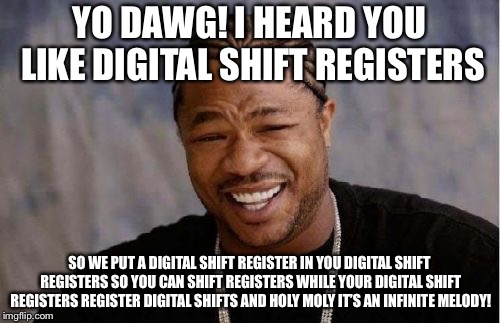 YO DAWG! I HEARD YOU
LIKE DIGITAL SHIFT REGISTERS
SO WE PUT A DIGITAL SHIFT REGISTER IN YOU DIGITAL SHIFT
REGISTERS SO YOU CAN SHIFT REGISTERS WHILE YOUR DIGITAL SHIFT
REGISTERS REGISTER DIGITAL SHIFTS AND HOLY MOLY IT'S AN INFINITE MELODY!
imgflip.com